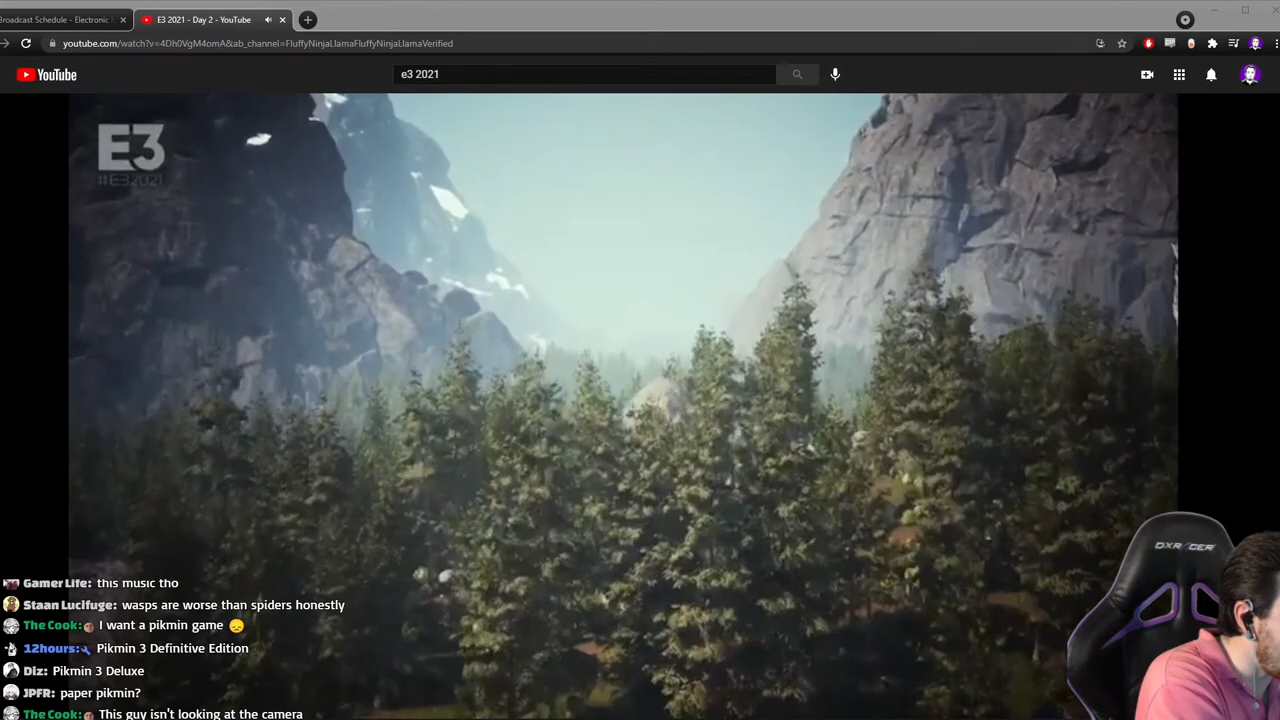 Broadcast Schedule - Electronic
E3 2021 - Day 2 - YouTube
youtube.com/watch?v=4Dh0VgM4omA&ab_channel=FluffyNinjaLlamaFluffyNinjaLlamaVerified
YouTube
e3 2021
E3
#E32021
DXRACER
Gamer Life: this music tho
Staan Lucifuge: wasps are worse than spiders honestly
The Cook: I want a pikmin game 😞
12hours: Pikmin 3 Definitive Edition
Diz: Pikmin 3 Deluxe
JPFR: paper pikmin?
The Cook: This guy isn't looking at the camera